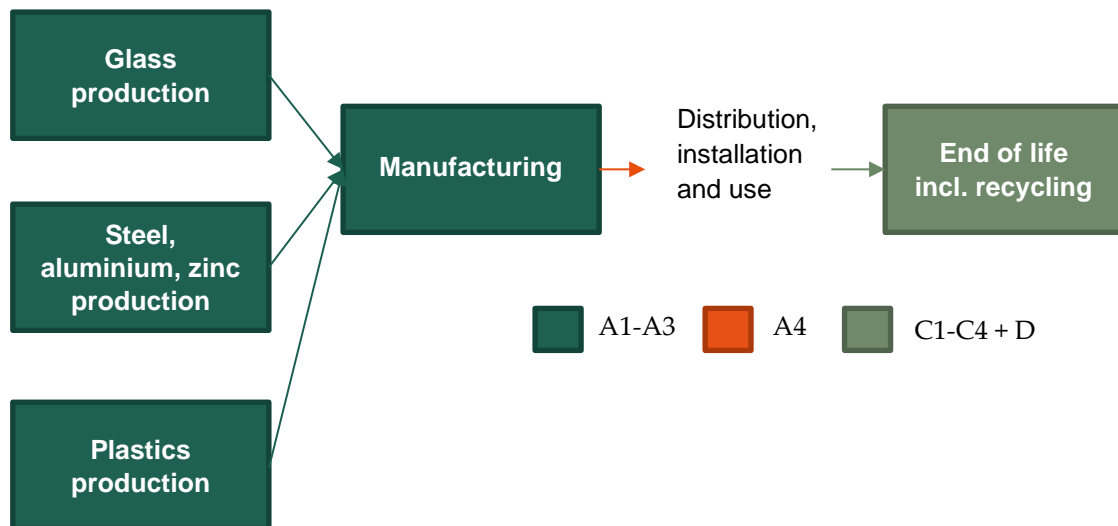 Glass
production
Steel,
aluminium, zinc
production
Plastics
production
Manufacturing
Distribution,
installation
and use
End of life
incl. recycling
A1-A3
A4
C1-C4 + D